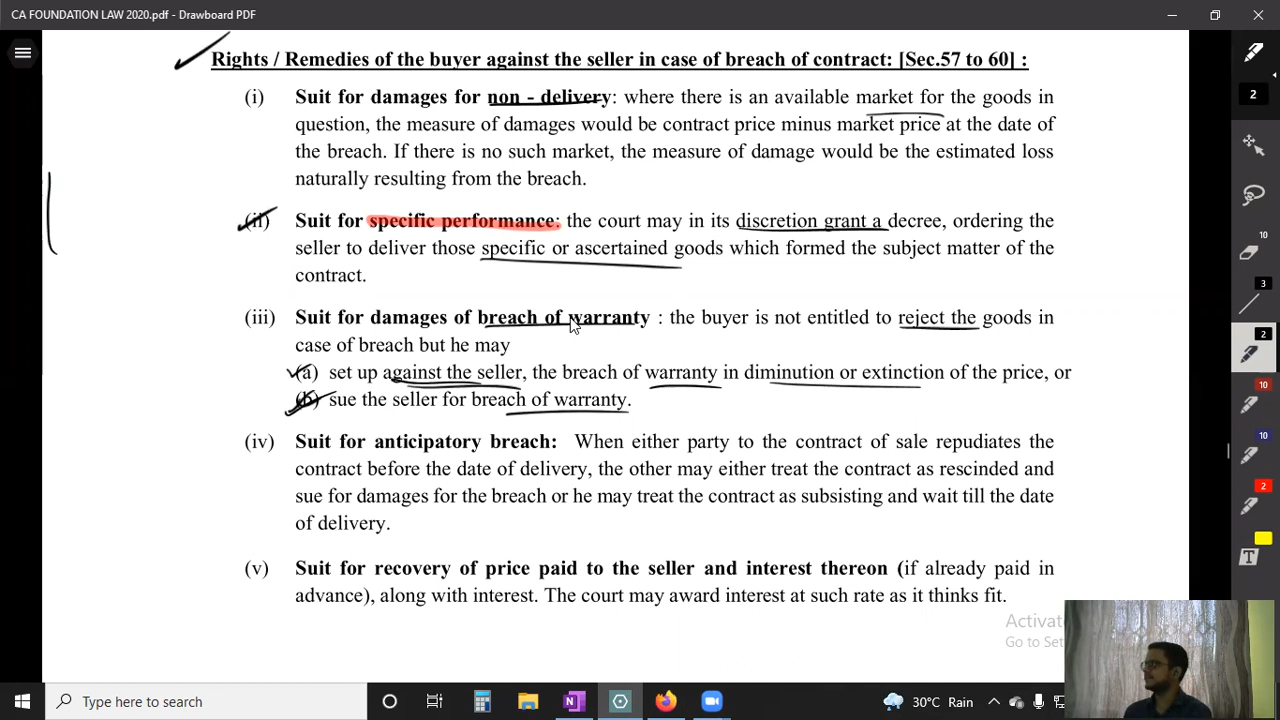 CA FOUNDATION LAW 2020.pdf - Drawboard PDF
Rights / Remedies of the buyer against the seller in case of breach of contract: [Sec.57 to 60] :
(i) Suit for damages for non - delivery: where there is an available market for the goods in
question, the measure of damages would be contract price minus market price at the date of
the breach. If there is no such market, the measure of damage would be the estimated loss
naturally resulting from the breach.
(ii) Suit for specific performance: the court may in its discretion grant a decree, ordering the
seller to deliver those specific or ascertained goods which formed the subject matter of the
contract.
(iii) Suit for damages of breach of warranty : the buyer is not entitled to reject the goods in
case of breach but he may
(a) set up against the seller, the breach of warranty in diminution or extinction of the price, or
(b) sue the seller for breach of warranty.
(iv) Suit for anticipatory breach: When either party to the contract of sale repudiates the
contract before the date of delivery, the other may either treat the contract as rescinded and
sue for damages for the breach or he may treat the contract as subsisting and wait till the date
of delivery.
(v) Suit for recovery of price paid to the seller and interest thereon (if already paid in
advance), along with interest. The court may award interest at such rate as it thinks fit.
2
10
3
2
10
10
2
T
Activat
Go to Set
Type here to search
N
30°C Rain